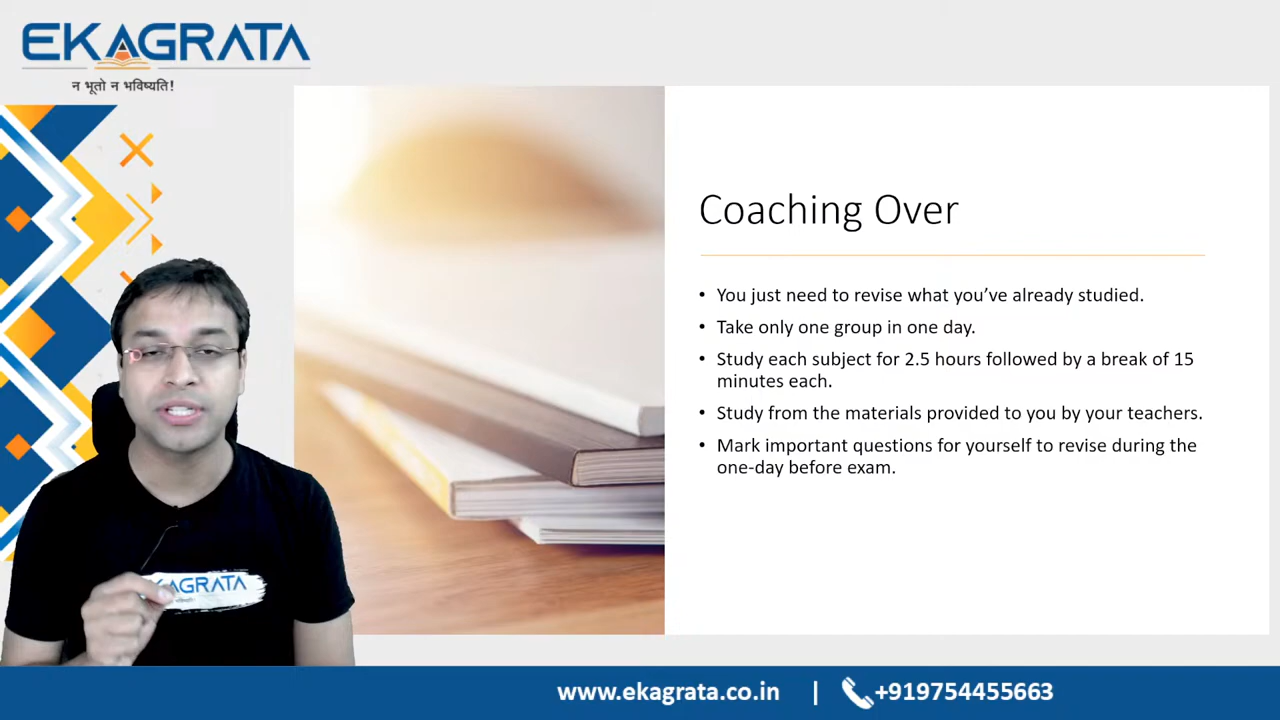 EKAGRATA
न भूतो न भविष्यति!
Coaching Over
• You just need to revise what you’ve already studied.
• Take only one group in one day.
• Study each subject for 2.5 hours followed by a break of 15
minutes each.
• Study from the materials provided to you by your teachers.
• Mark important questions for yourself to revise during the
one-day before exam.
KAGRATA
www.ekagrata.co.in | +919754455663